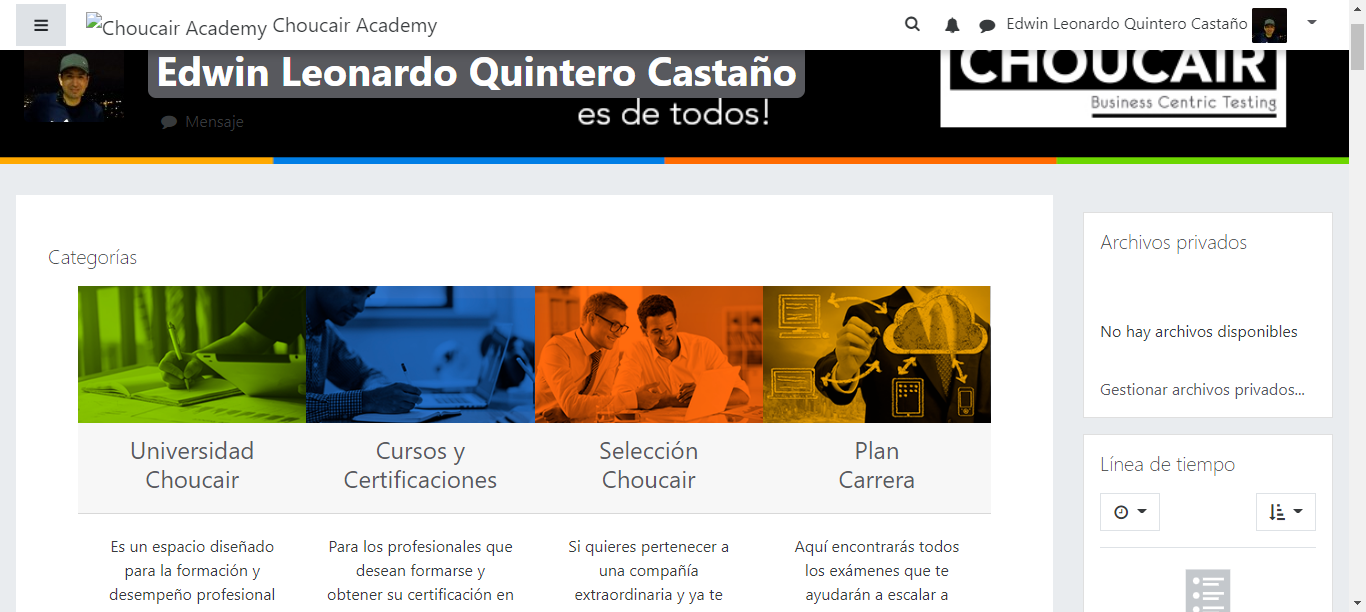 Choucair Academy Choucair Academy
Edwin Leonardo Quintero Castaño
Edwin Leonardo Quintero Castaño
Mensaje
es de todos!
CHOUCAIR
Business Centric Testing
Categorías
Universidad
Choucair
Es un espacio diseñado
para la formación y
desempeño profesional
Cursos y
Certificaciones
Para los profesionales que
desean formarse y
obtener su certificación en
Selección
Choucair
Si quieres pertenecer a
una compañía
extraordinaria y ya te
Plan
Carrera
Aquí encontrarás todos
los exámenes que te
ayudarán a escalar a
Archivos privados
No hay archivos disponibles
Gestionar archivos privados...
Línea de tiempo